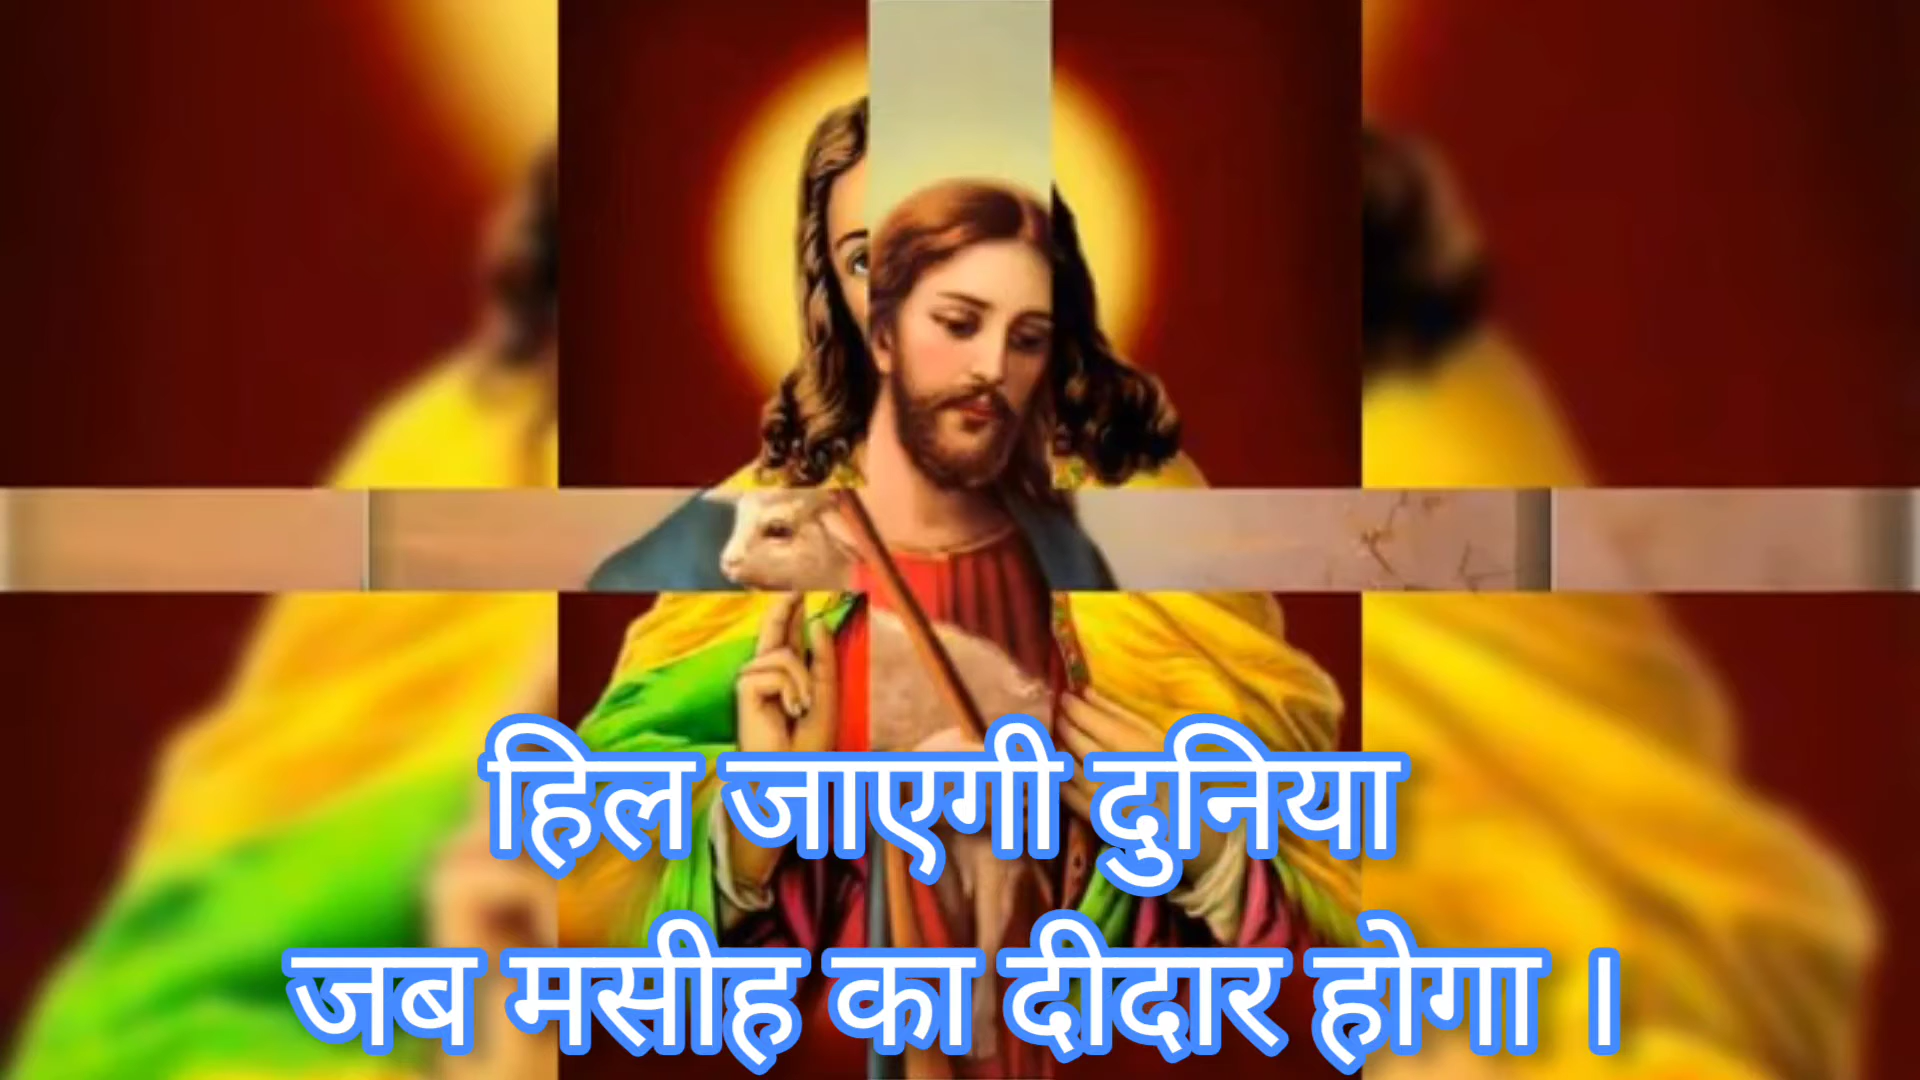 हिल जाएगी दुनिया
जब मसीह का दीदार होगा ।